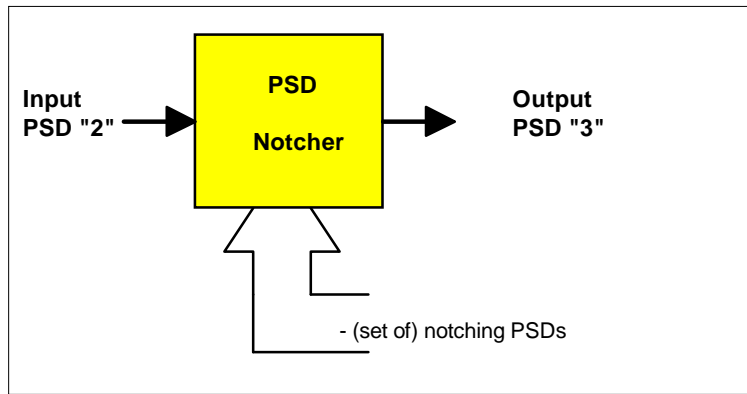 Input
PSD "2"
PSD
Notcher
Output
PSD "3"
- (set of) notching PSDs